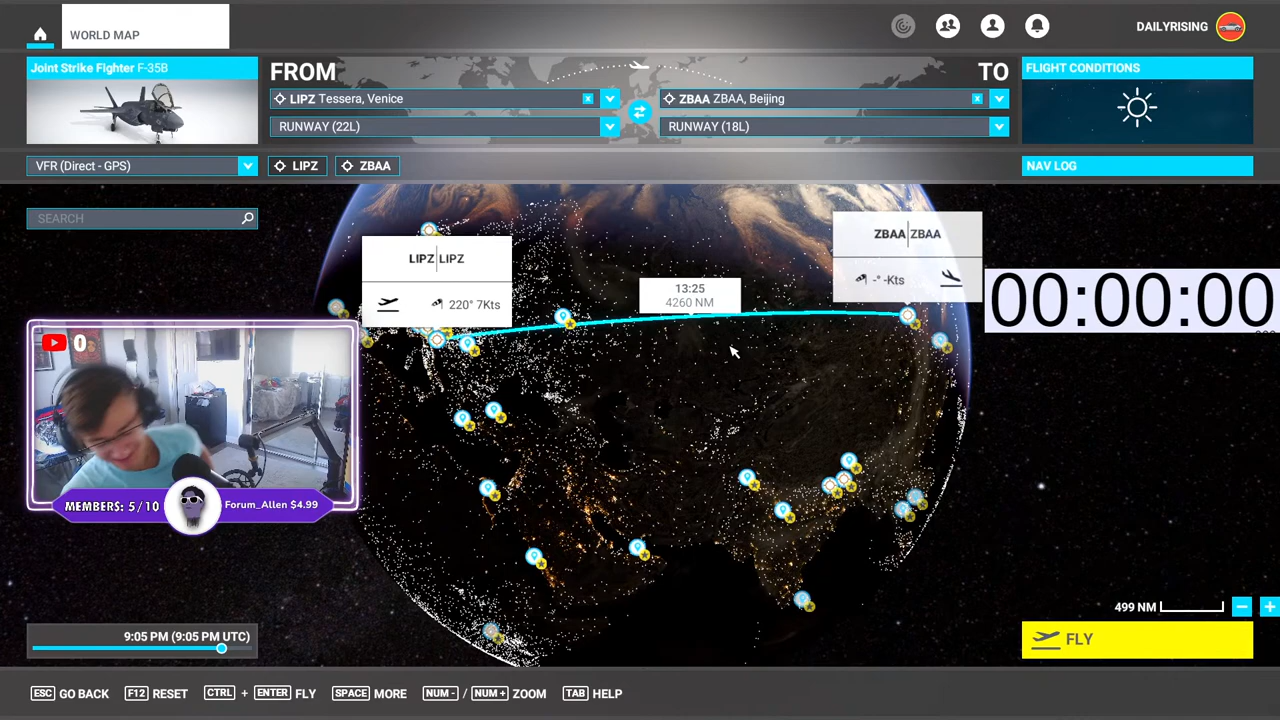 WORLD MAP
DAILYRISING
Joint Strike Fighter F-35B
FROM
TO
FLIGHT CONDITIONS
LIPZ Tessera, Venice
ZBAA ZBAA, Beijing
RUNWAY (22L)
RUNWAY (18L)
VFR (Direct - GPS)
LIPZ
ZBAA
NAV LOG
SEARCH
LIPZ LIPZ
220° 7Kts
13:25
4260 NM
ZBAA ZBAA
-° -Kts
00:00:00
0
MEMBER$: 5/10
Forum_Allen $4.99
499 NM
9:05 PM (9:05 PM UTC)
FLY
ESC GO BACK
F12 RESET
CTRL + ENTER FLY
SPACE MORE
NUM - / NUM + ZOOM
TAB HELP